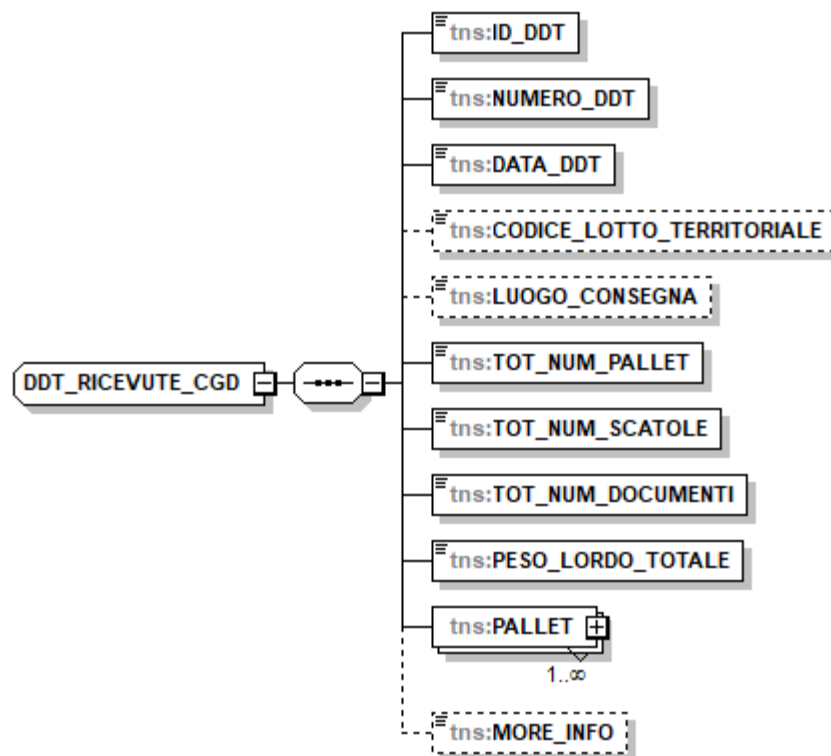 tns:ID_DDT
tns:NUMERO_DDT
tns:DATA_DDT
tns:CODICE_LOTTO_TERRITORIALE
tns:LUOGO_CONSEGNA
DDT_RICEVUTE_CGD
tns:TOT_NUM_PALLET
tns:TOT_NUM_SCATOLE
tns:TOT_NUM_DOCUMENTI
tns:PESO_LORDO_TOTALE
tns:PALLET
1..∞
tns:MORE_INFO